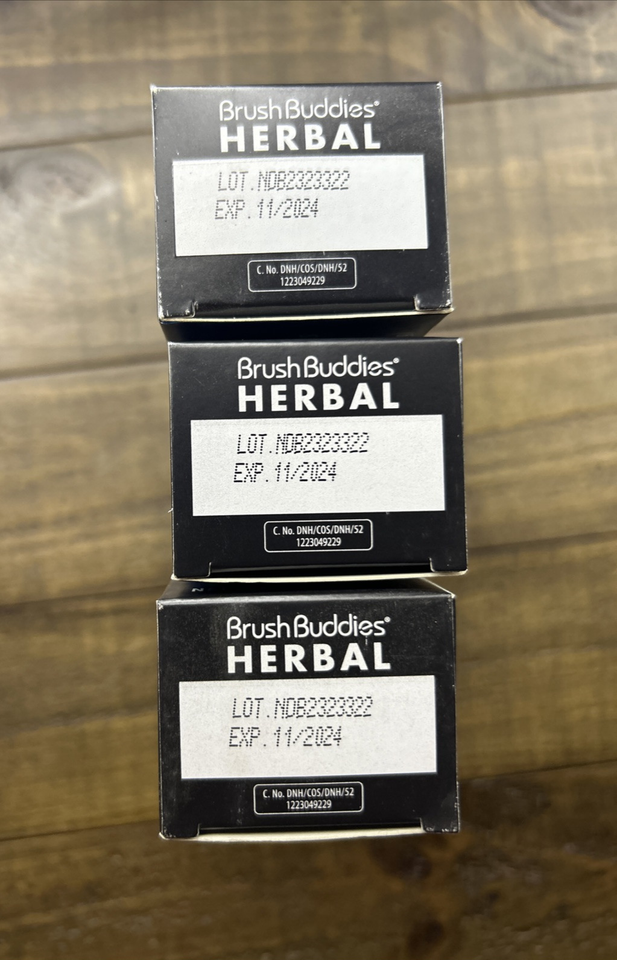 BrushBuddies®
HERBAL
LOT.NDB2323322
EXP.11/2024
C. No. DNH/COS/DNH/52
1223049229
BrushBuddies®
HERBAL
LOT.NDB2323322
EXP.11/2024
C. No. DNH/COS/DNH/52
1223049229
BrushBuddies®
HERBAL
LOT.NDB2323322
EXP.11/2024
C. No. DNH/COS/DNH/52
1223049229